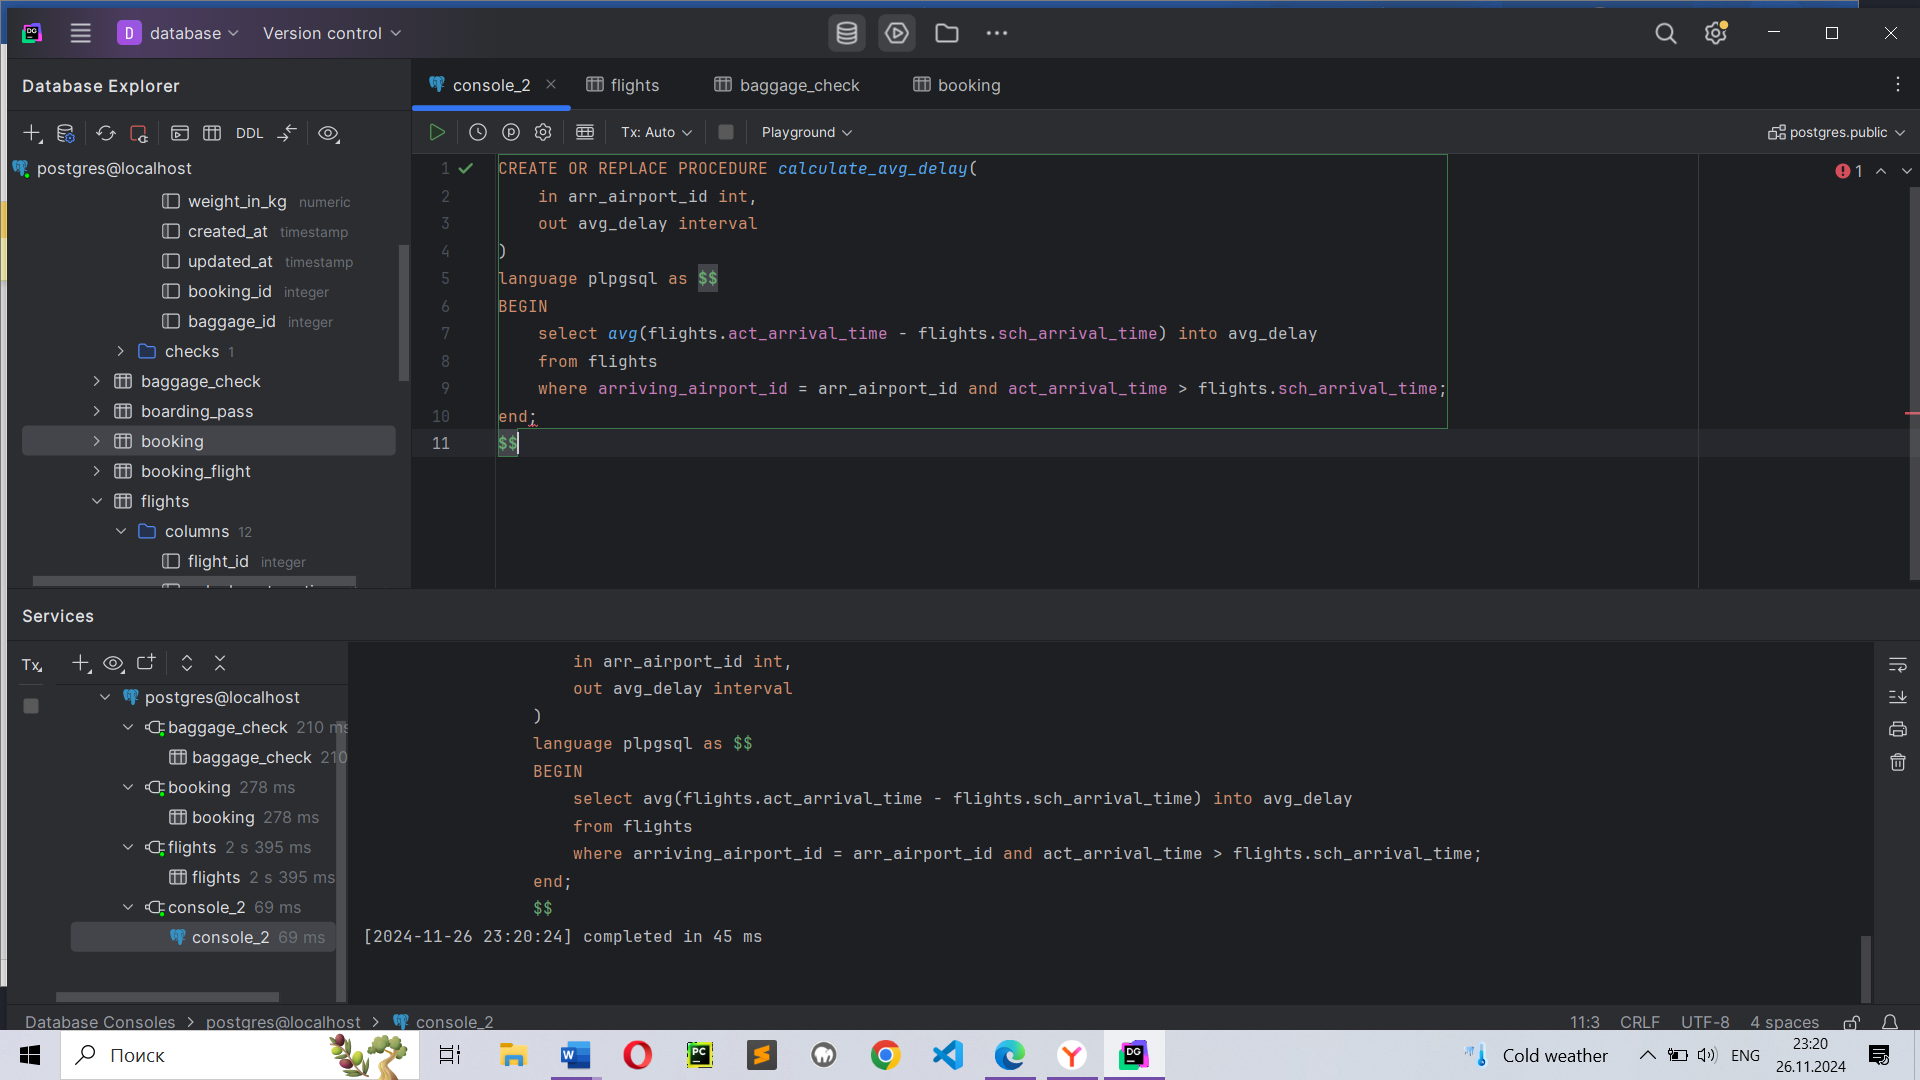 D database
Version control
Database Explorer
console_2
flights
baggage_check
booking
DDL
Tx: Auto
Playground
postgres.public
postgres@localhost
weight_in_kg numeric
created_at timestamp
updated_at timestamp
booking_id integer
baggage_id integer
checks 1
baggage_check
boarding_pass
booking
booking_flight
flights
columns 12
flight_id integer
1 CREATE OR REPLACE PROCEDURE calculate_avg_delay(
2 in arr_airport_id int,
3 out avg_delay interval
4 )
5 language plpgsql as $$
6 BEGIN
7 select avg(flights.act_arrival_time - flights.sch_arrival_time) into avg_delay
8 from flights
9 where arriving_airport_id = arr_airport_id and act_arrival_time > flights.sch_arrival_time;
10 end;
11 $$
1
Services
Tx
postgres@localhost
baggage_check 210 ms
baggage_check 210
booking 278 ms
booking 278 ms
flights 2 s 395 ms
flights 2 s 395 ms
console_2 69 ms
console_2 69 ms
in arr_airport_id int,
out avg_delay interval
)
language plpgsql as $$
BEGIN
select avg(flights.act_arrival_time - flights.sch_arrival_time) into avg_delay
from flights
where arriving_airport_id = arr_airport_id and act_arrival_time > flights.sch_arrival_time;
end;
$$
[2024-11-26 23:20:24] completed in 45 ms
Database Consoles > postgres@localhost > console_2
11:3 CRLF UTF-8 4 spaces
Поиск
Cold weather
ENG
23:20
26.11.2024